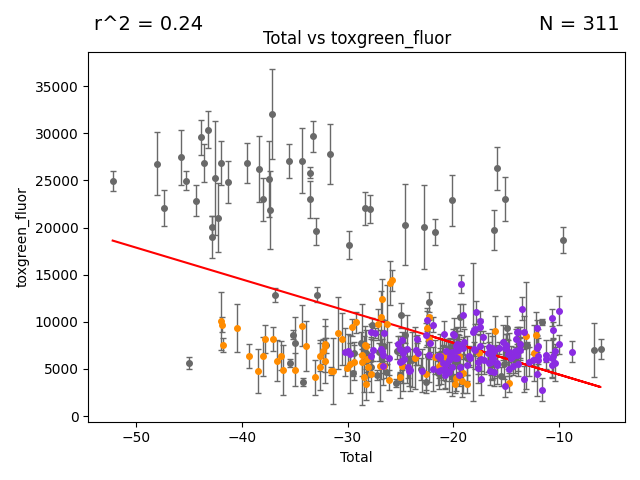 r^2 = 0.24
N = 311
Total vs toxgreen_fluor
35000
30000
25000
20000
15000
10000
5000
0
toxgreen_fluor
−50
−40
−30
−20
−10
Total